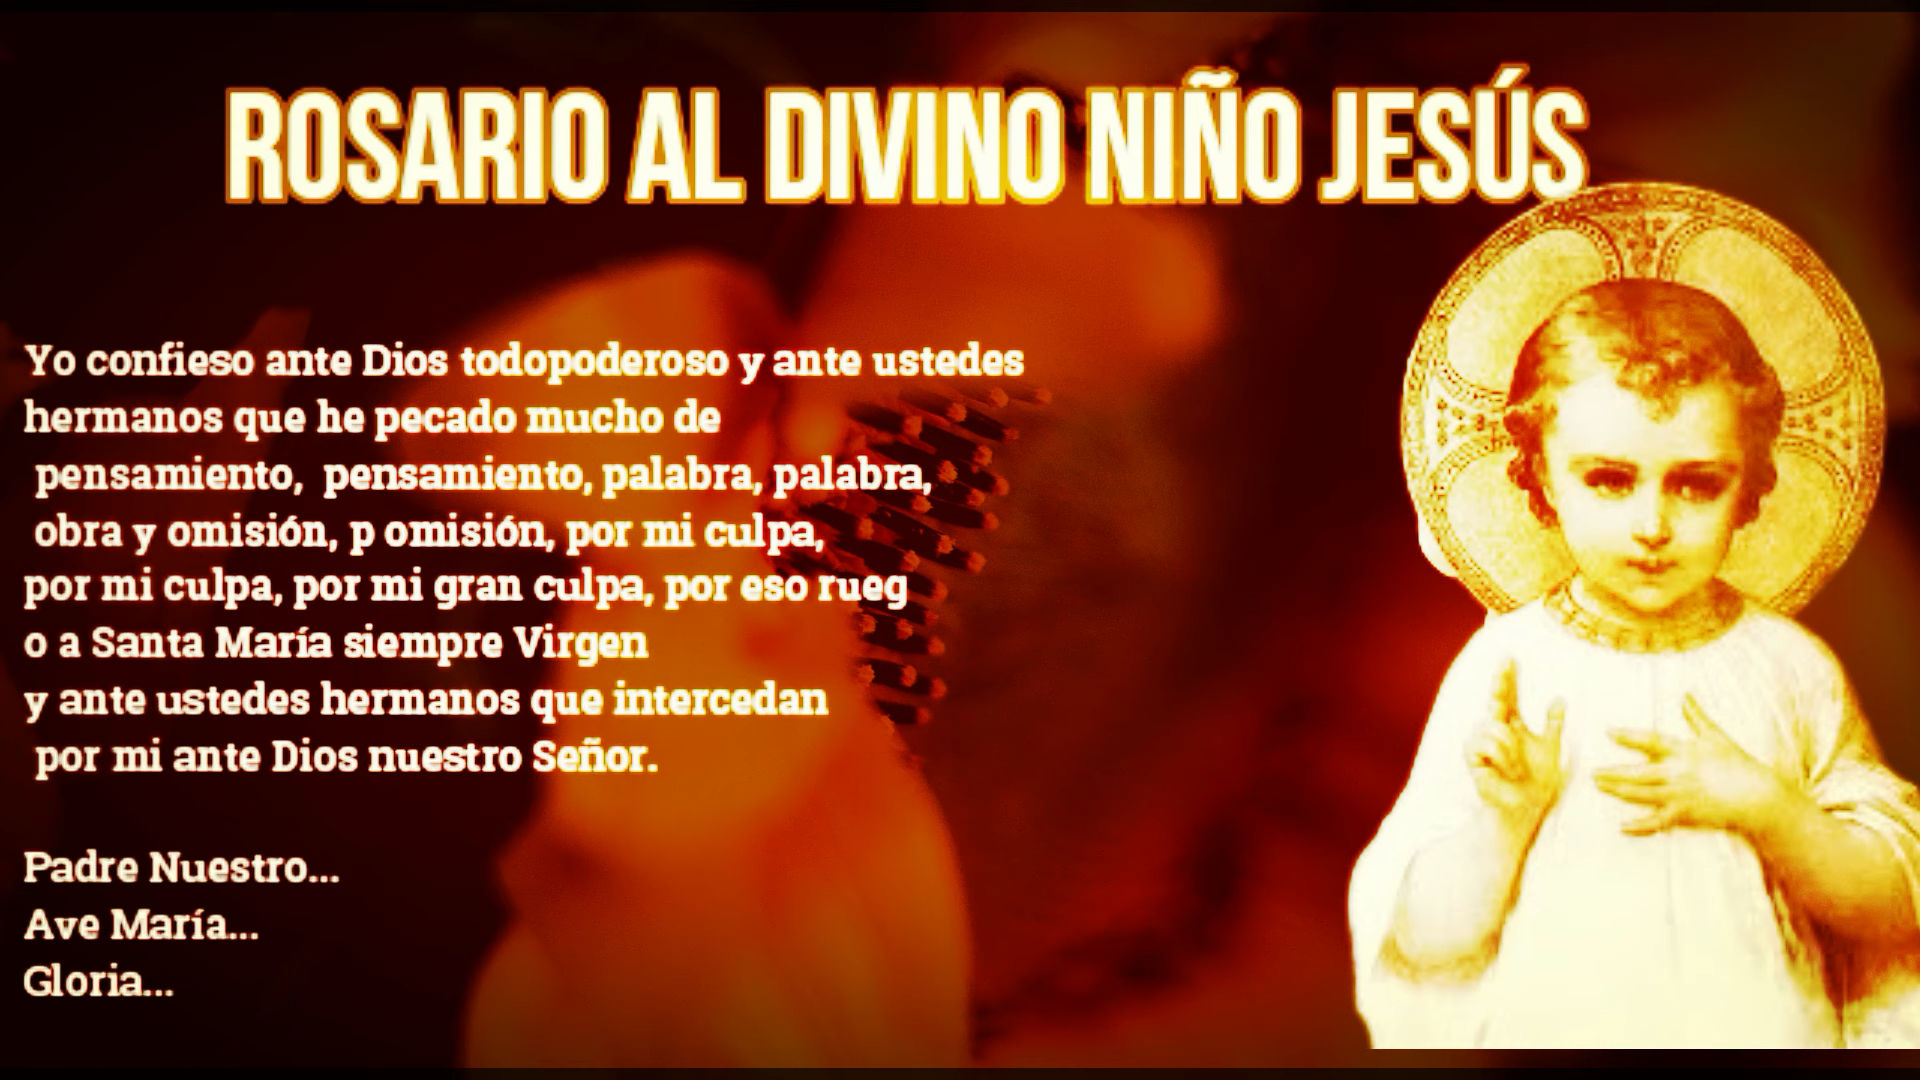 ROSARIO AL DIVINO NIÑO JESÚS
Yo confieso ante Dios todopoderoso y ante ustedes
hermanos que he pecado mucho de
pensamiento, pensamiento, palabra, palabra,
obra y omisión, p omisión, por mi culpa,
por mi culpa, por mi gran culpa, por eso rueg
o a Santa María siempre Virgen
y ante ustedes hermanos que intercedan
por mi ante Dios nuestro Señor.
Padre Nuestro...
Ave María...
Gloria...